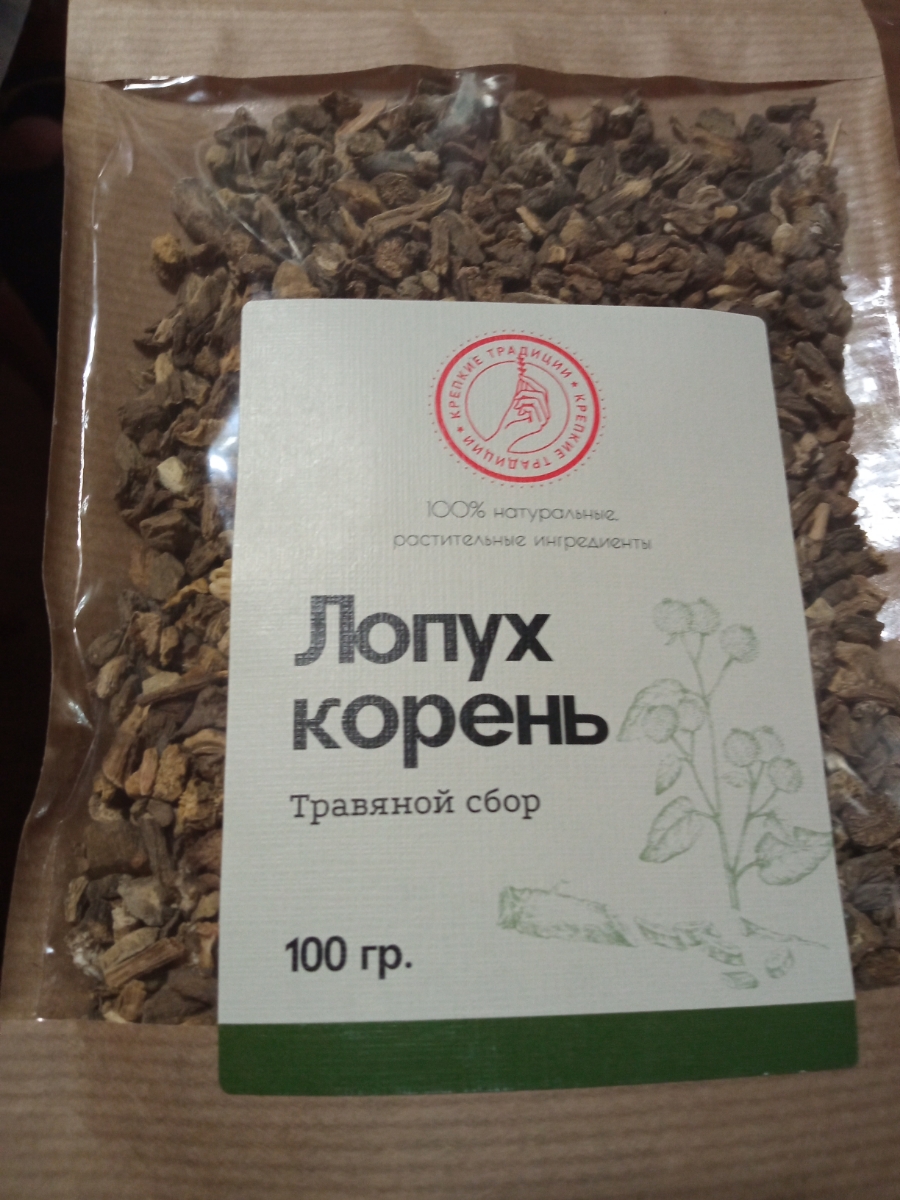 КРЕПКИЕ ТРАДИЦИИ * КРЕПКИЕ ТРАДИЦИИ *
100% натуральные
растительные ингредиенты
Лопух
корень
Травяной сбор
100 гр.